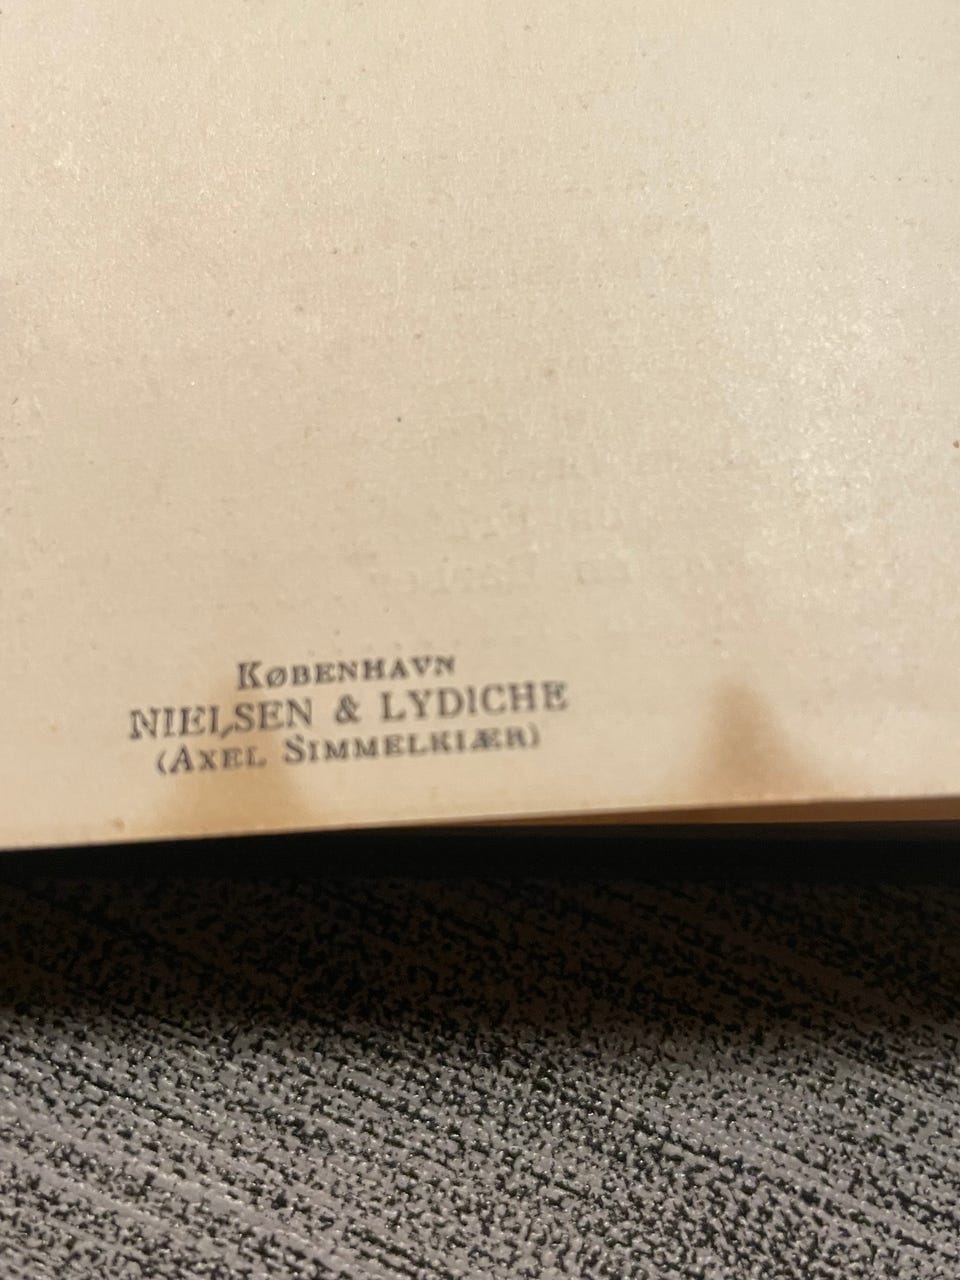 KØBENHAVN
NIELSEN & LYDICHE
(AXEL SIMMELKIÆR)